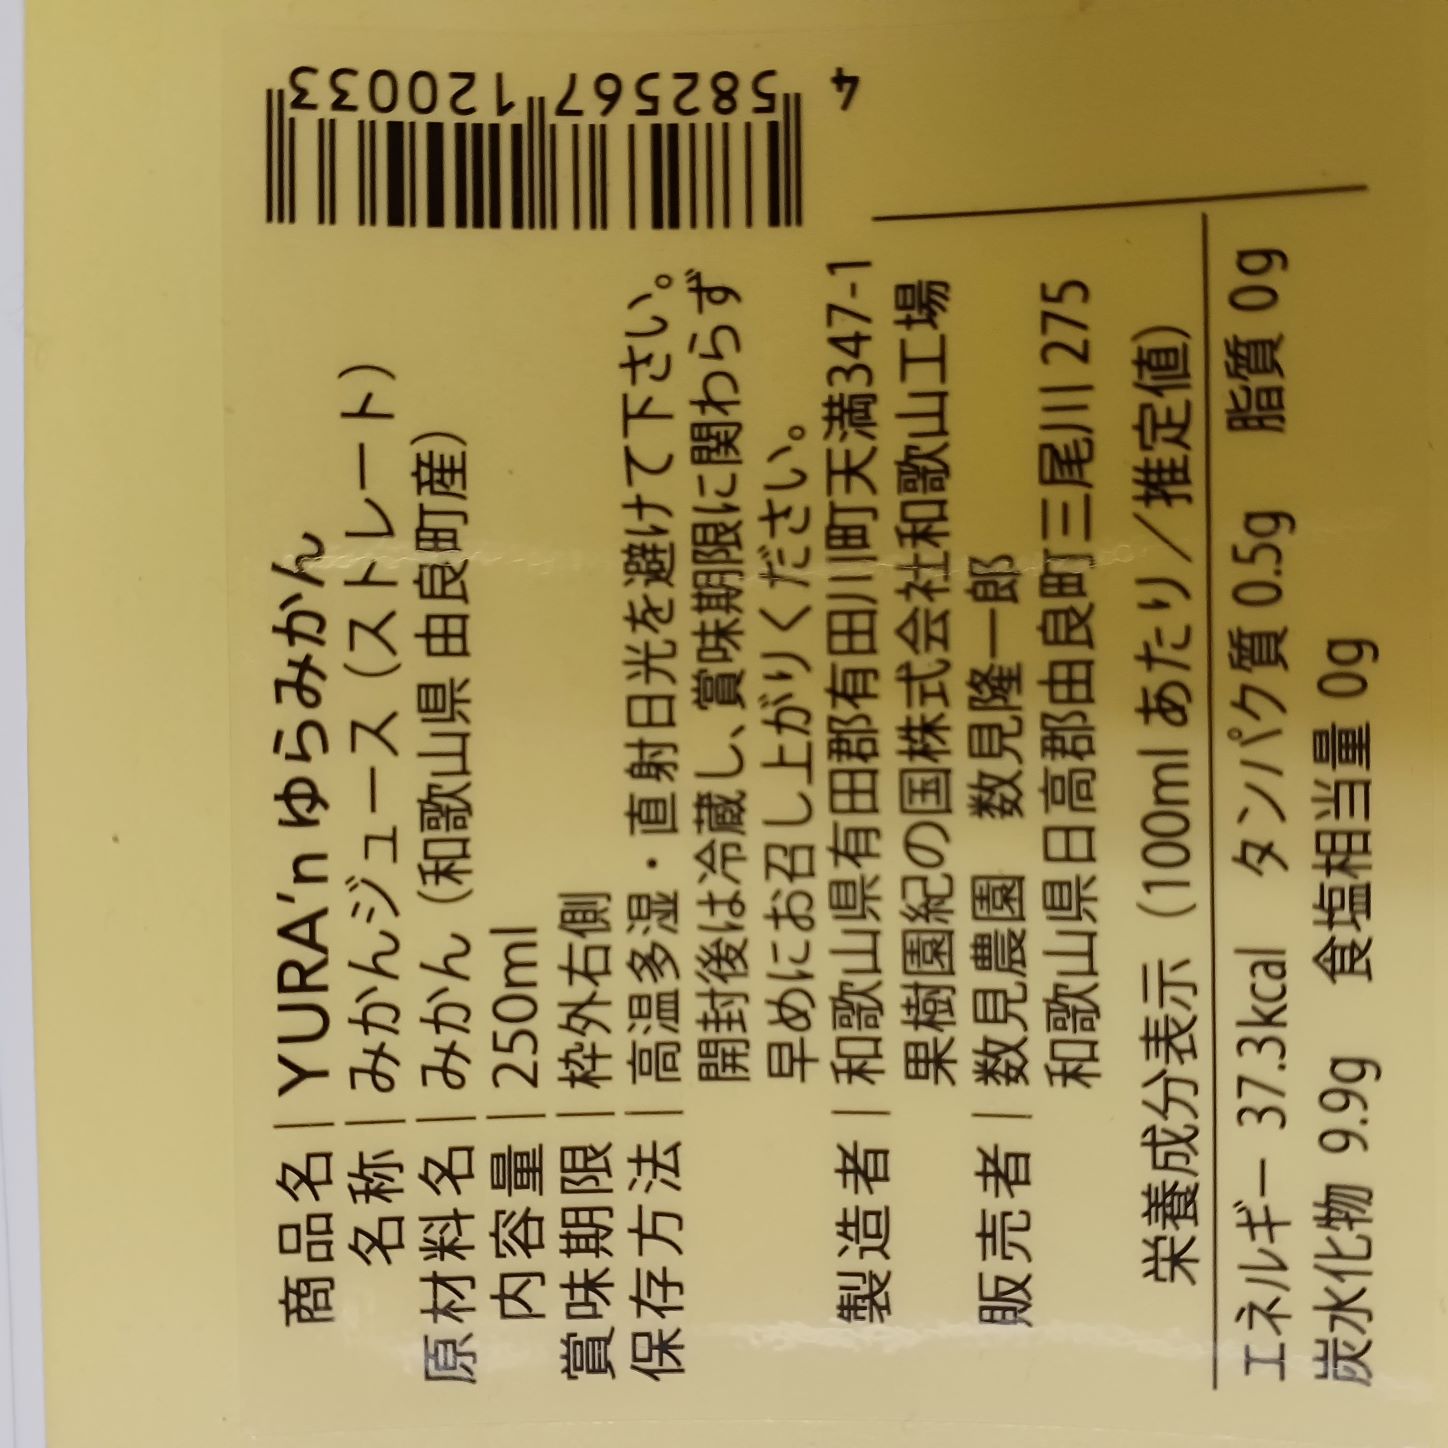 商品名｜YURA'n ゆらみかん
名称｜みかんジュース（ストレート）
原材料名｜みかん（和歌山県 由良町産）
内容量｜250ml
賞味期限｜枠外右側
保存方法｜高温多湿・直射日光を避けて下さい。
開封後は冷蔵し、賞味期限に関わらず
早めにお召し上がりください。
製造者｜和歌山県有田郡有田川町天満347-1
果樹園紀の国株式会社和歌山工場
販売者｜数見農園　数見隆一郎
和歌山県日高郡由良町三尾川 275
栄養成分表示（100ml あたり／推定値）
エネルギー 37.3kcal　タンパク質 0.5g　脂質 0g
炭水化物 9.9g　食塩相当量 0g
4 582567 120033